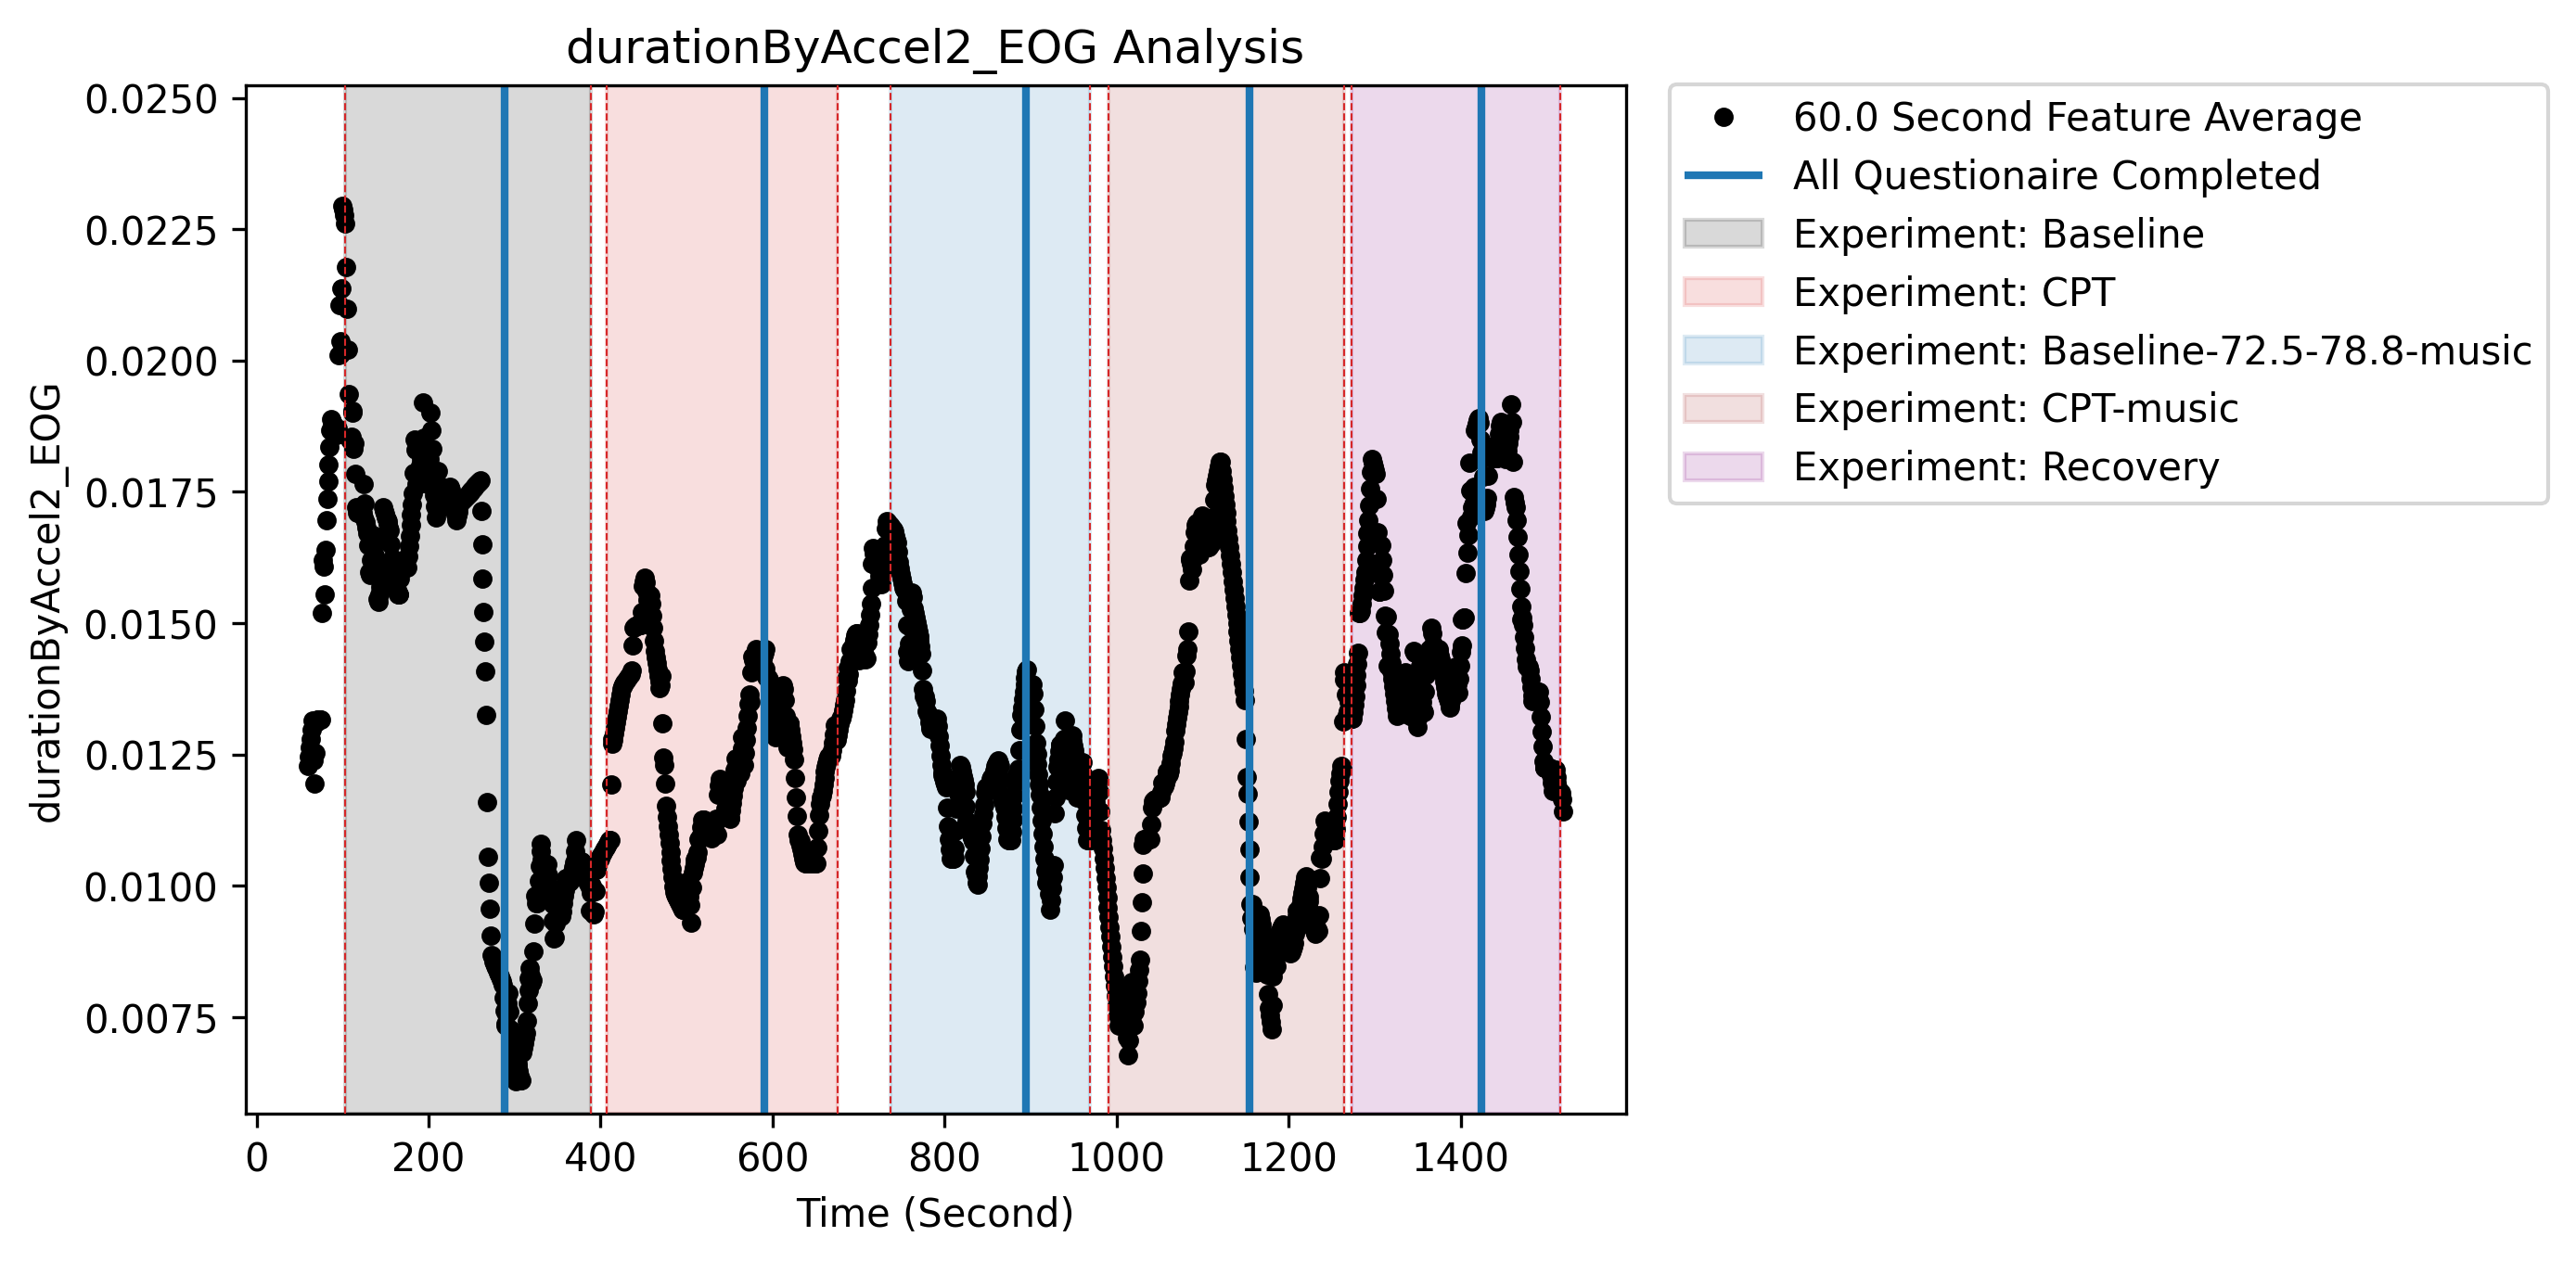 durationByAccel2_EOG Analysis
durationByAccel2_EOG
0.0250
0.0225
0.0200
0.0175
0.0150
0.0125
0.0100
0.0075
0 200 400 600 800 1000 1200 1400
Time (Second)
60.0 Second Feature Average
All Questionaire Completed
Experiment: Baseline
Experiment: CPT
Experiment: Baseline-72.5-78.8-music
Experiment: CPT-music
Experiment: Recovery